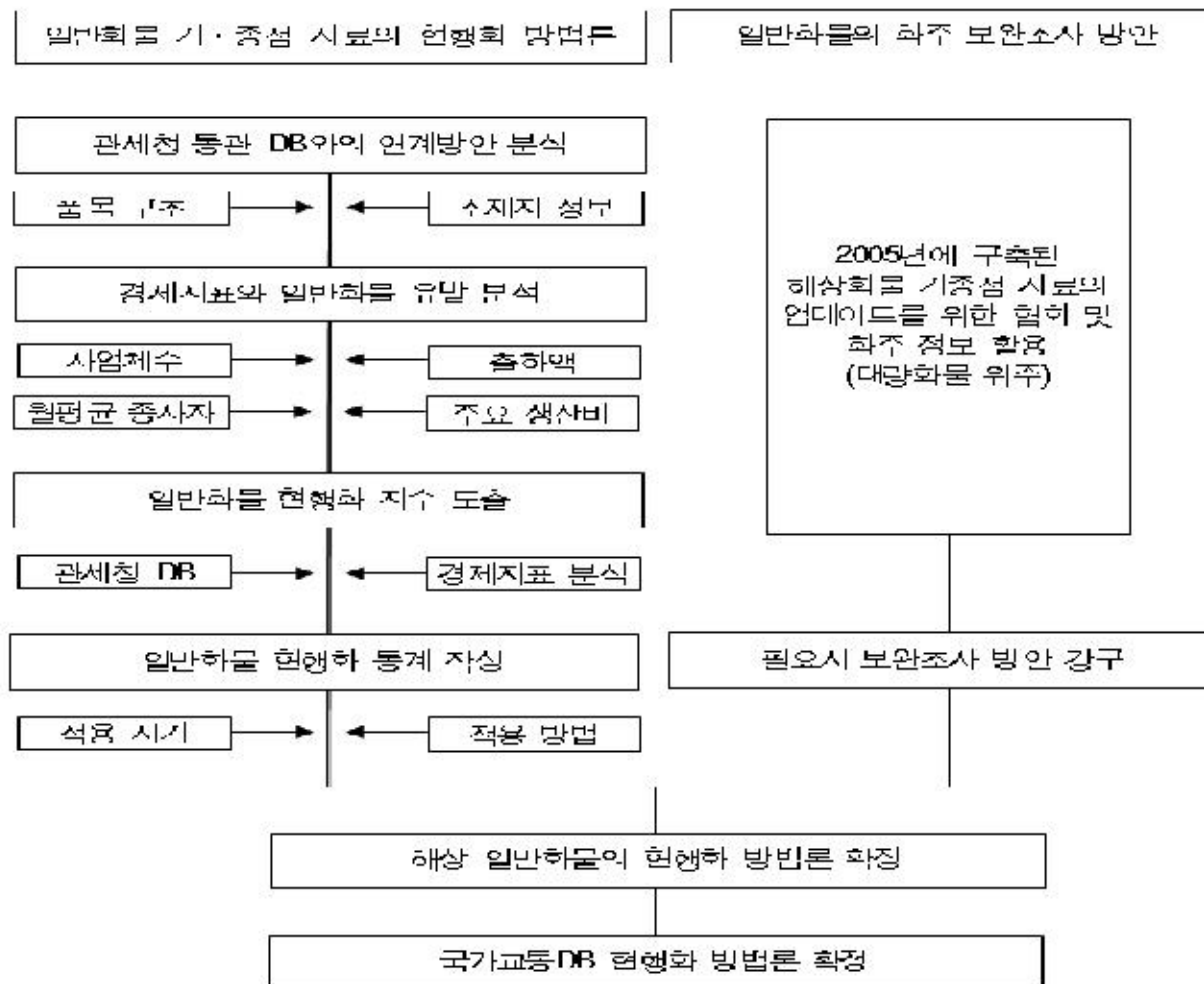 일반화물 기·종점 자료의 현행화 방법론
일반화물의 화주 보완조사 방안
관세청 통관 DB와의 연계방안 분석
품목 구조
소재지 정보
경제지표와 일반화물 유발 분석
사업체수
출하액
월평균 종사자
주요 생산비
일반화물 현행화 지수 도출
관세청 DB
경제지표 분석
일반화물 현행화 통계 작성
적용 시기
적용 방법
2005년에 구축된
해상화물 기종점 자료의
업데이트를 위한 협회 및
화주 정보 활용
(대량화물 위주)
필요시 보완조사 방안 강구
해상 일반화물의 현행화 방법론 확정
국가교통DB 현행화 방법론 확정